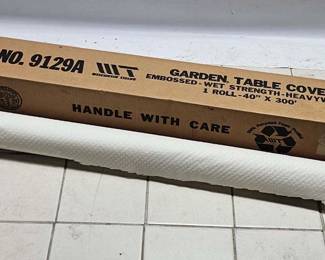 NO. 9129A
WT
GARDEN, TABLE COVE
EMBOSSED-WET STRENGTH-HEAVYW
1 ROLL-40" X 300'
HANDLE WITH CARE